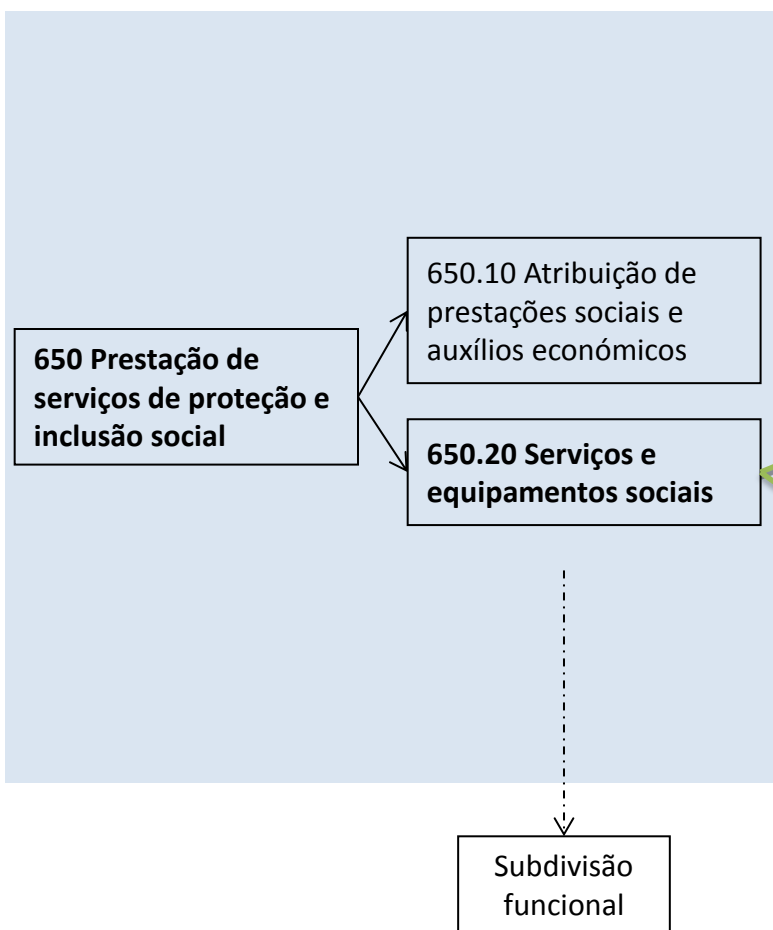 650.10 Atribuição de
prestações sociais e
auxílios económicos
650 Prestação de
serviços de proteção e
inclusão social
650.20 Serviços e
equipamentos sociais
Subdivisão
funcional